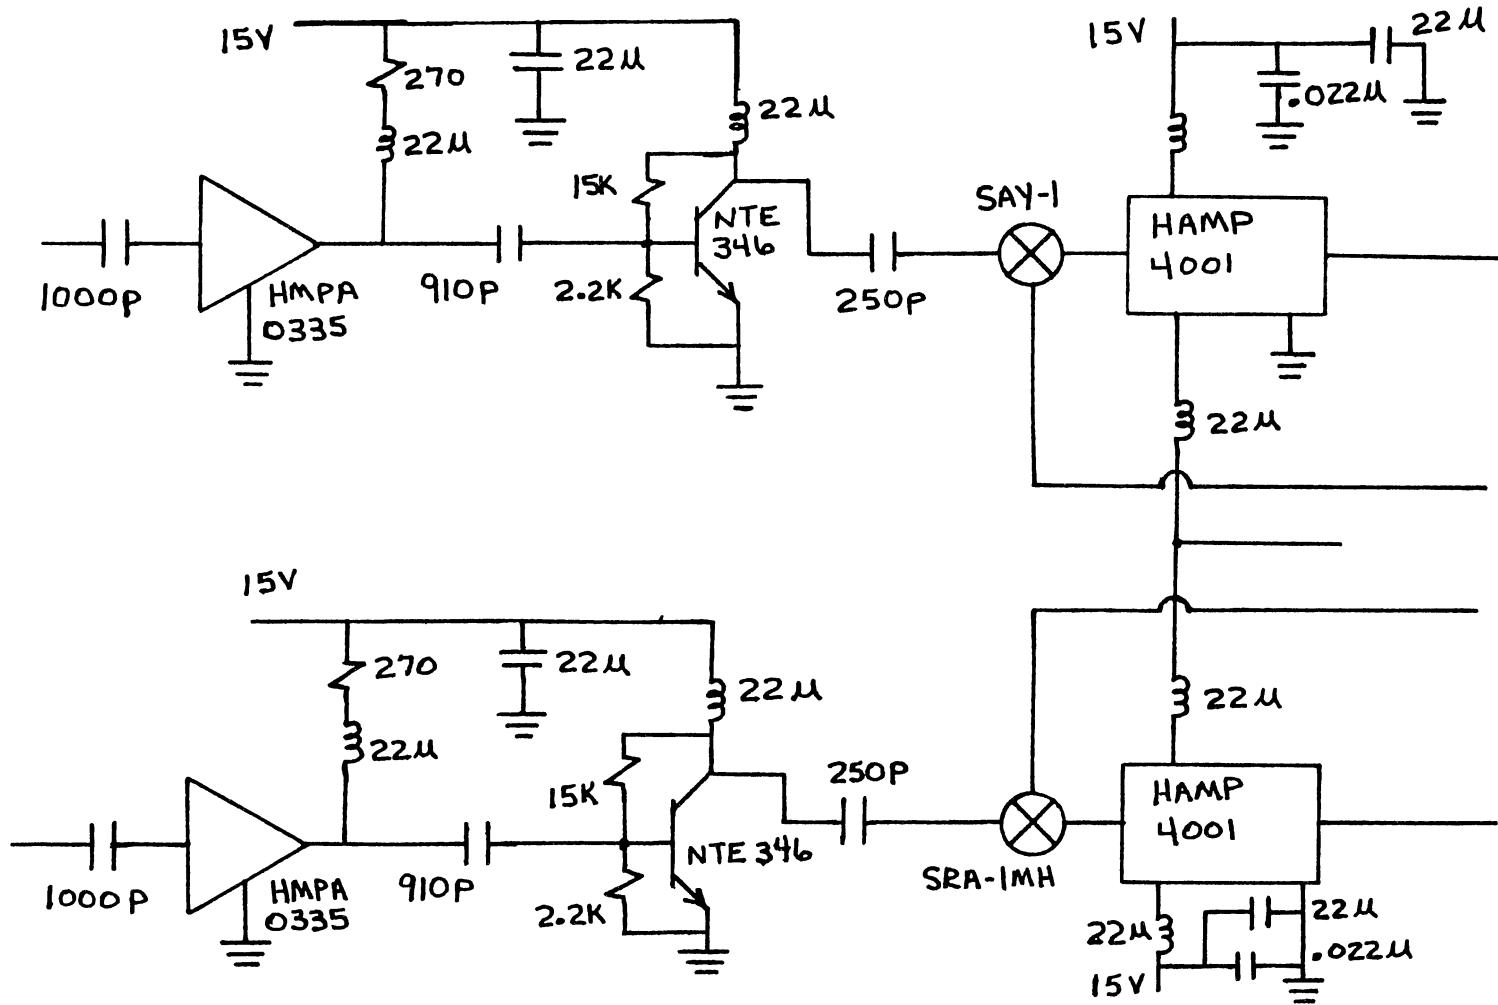 15V
270
22µ
22µ
22µ
15K
NTE
346
2.2K
1000p
HMPA
0335
910p
250p
SAY-1
15V
22µ
.022µ
HAMP
4001
22µ
15V
270
22µ
22µ
22µ
15K
NTE 346
2.2K
1000P
HMPA
0335
910p
250P
SRA-1MH
22µ
HAMP
4001
22µ
15V
22µ
.022µ